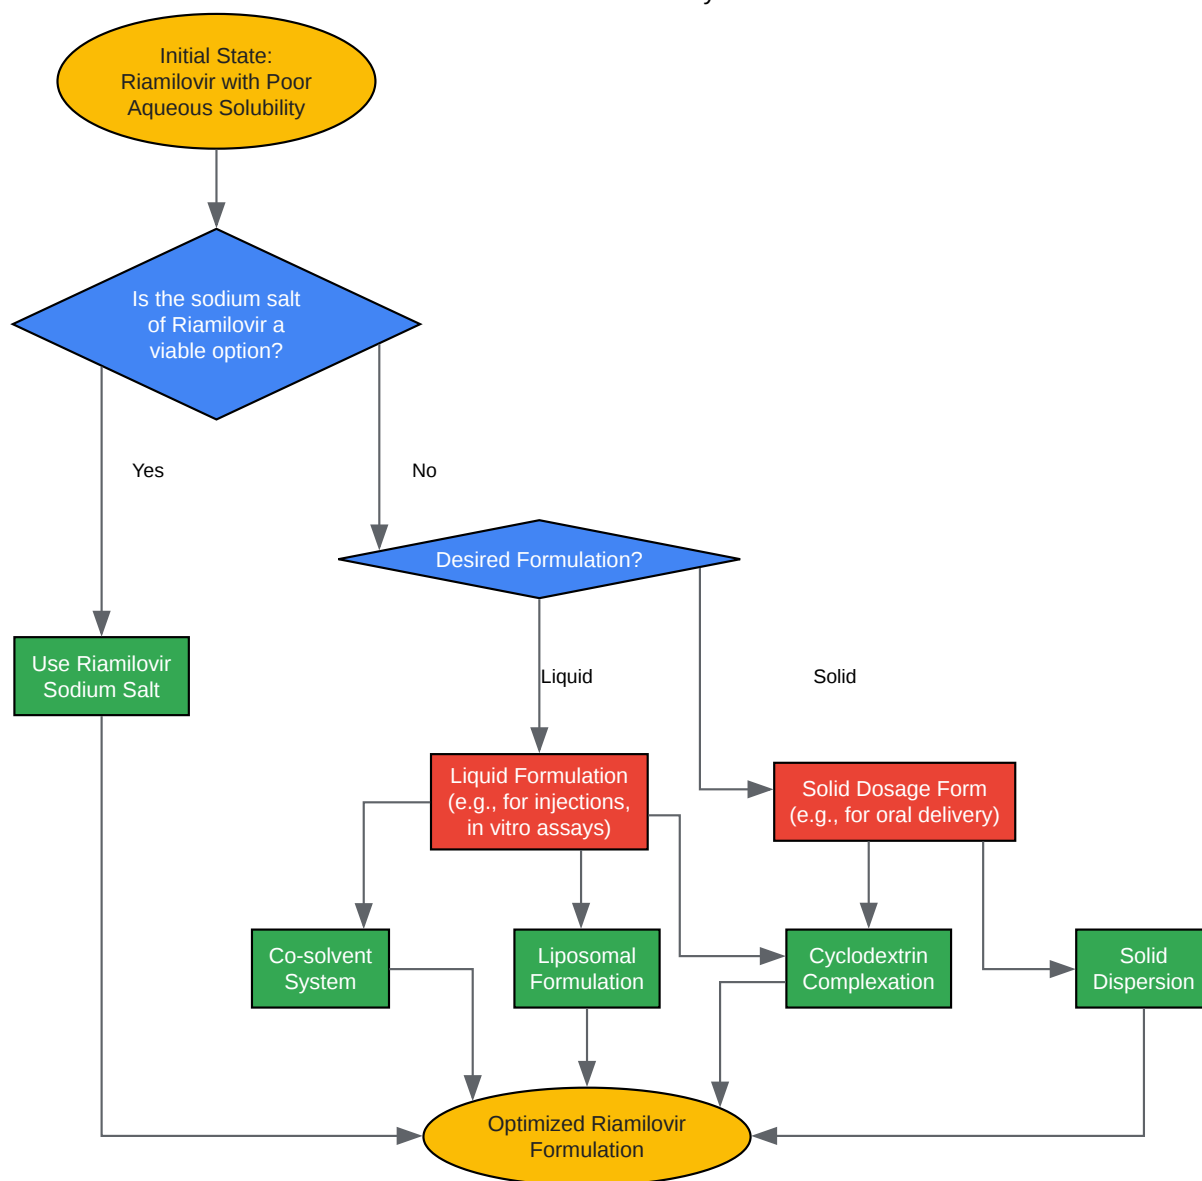 Initial State:
Riamilovir with Poor
Aqueous Solubility
Is the sodium salt
of Riamilovir a
viable option?
Yes
No
Desired Formulation?
Use Riamilovir
Sodium Salt
Liquid
Solid
Liquid Formulation
(e.g., for injections,
in vitro assays)
Solid Dosage Form
(e.g., for oral delivery)
Co-solvent
System
Liposomal
Formulation
Cyclodextrin
Complexation
Solid
Dispersion
Optimized Riamilovir
Formulation